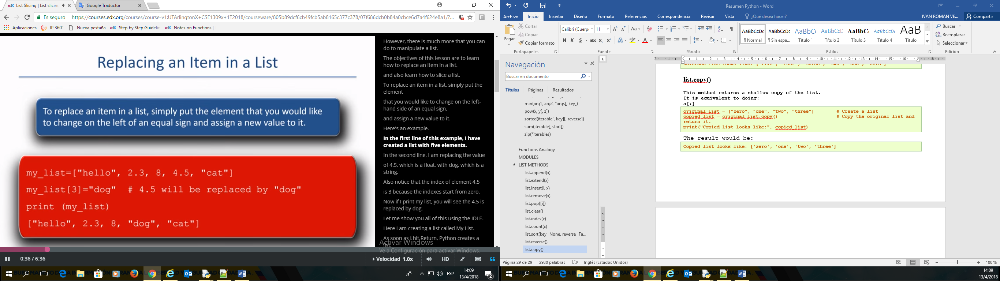 List Slicing | List slicing
Google Traductor
Es seguro
https://courses.edx.org/courses/course-v1:UTArlingtonX+CSE1309x+1T2018/courseware/805b89dcf6cb49fcb5ab8165c377c378/07f686dcb0b84a0cbce6d7a4f624e8a1/?...
Aplicaciones
IP 360°
Nueva pestaña
edX Step by Step Guidelin
edX Notes on Functions |
Replacing an Item in a List
To replace an item in a list, simply put the element that you would like
to change on the left of an equal sign and assign a new value to it.
my_list=["hello", 2.3, 8, 4.5, "cat"]
my_list[3]="dog" # 4.5 will be replaced by "dog"
print (my_list)
["hello", 2.3, 8, "dog", "cat"]
However, there is much more that you can
do to manipulate a list.
The objectives of this lesson are to learn
how to replace an item in a list,
and also learn how to slice a list.
To replace an item in a list, simply put the
element
that you would like to change on the left-
hand side of an equal sign,
and assign a new value to it.
Here's an example.
In the first line of this example, I have
created a list with five elements.
In the second line, I am replacing the value
of 4.5, which is a float, with dog, which is a
string.
Also notice that the index of element 4.5
is 3 because the indexes start from zero.
Now if I print my list, you will see the 4.5 is
replaced by dog.
Let me show you all of this using the IDLE.
Here I am creating a list called My List.
As soon as I hit Return, Python creates a
list.
Activar Windows
Ve a Configuración para activar Windows.
0:36 / 6:36
Velocidad 1.0x
HD
ESP
14:09
13/4/2018
2
Resumen Python - Word
Archivo
Inicio
Insertar
Diseño
Formato
Referencias
Correspondencia
Revisar
Vista
¿Qué desea hacer?
IVAN ROMAN VE...
Compartir
Pegar
Cortar
Copiar
Copiar formato
Portapapeles
Calibri (Cuerpo
11
N K S abc x₂ x²
Fuente
Párrafo
AaBbCcDc
¶ Normal
AaBbCcDc
¶ Sin espa...
AaBbC(
Título 1
AaBbCcE
Título 2
AaBbC
Título 3
AaBbCcDc
Título 4
AaB
Título
Estilos
Buscar
Reemplazar
Seleccionar
Edición
Navegación
Buscar en documento
Títulos
Páginas
Resultados
min(arg1, arg2, *args[, key])
pow(x, y[, z])
sorted(iterable[, key][, reverse])
sum(iterable[, start])
zip(*iterables)
Functions Analogy
MODULES
LIST METHODS
list.append(x)
list.extend(x)
list.insert(i, x)
list.remove(x)
list.pop([i])
list.clear()
list.index(x)
list.count(x)
list.sort(key=None, reverse=Fa...
list.reverse()
list.copy()
Reversed list looks like: ['five', 'four', 'three', 'two', 'one', 'zero']
list.copy()
This method returns a shallow copy of the list.
It is equivalent to doing:
a[:]
original_list = ["zero", "one", "two", "three"] # Create a list
copied_list = original_list.copy() # Copy the original list and
return it.
print("Copied list looks like:", copied_list)
The result would be:
Copied list looks like: ['zero', 'one', 'two', 'three']
Página 29 de 29
2930 palabras
Inglés (Estados Unidos)
100 %
14:09
13/4/2018